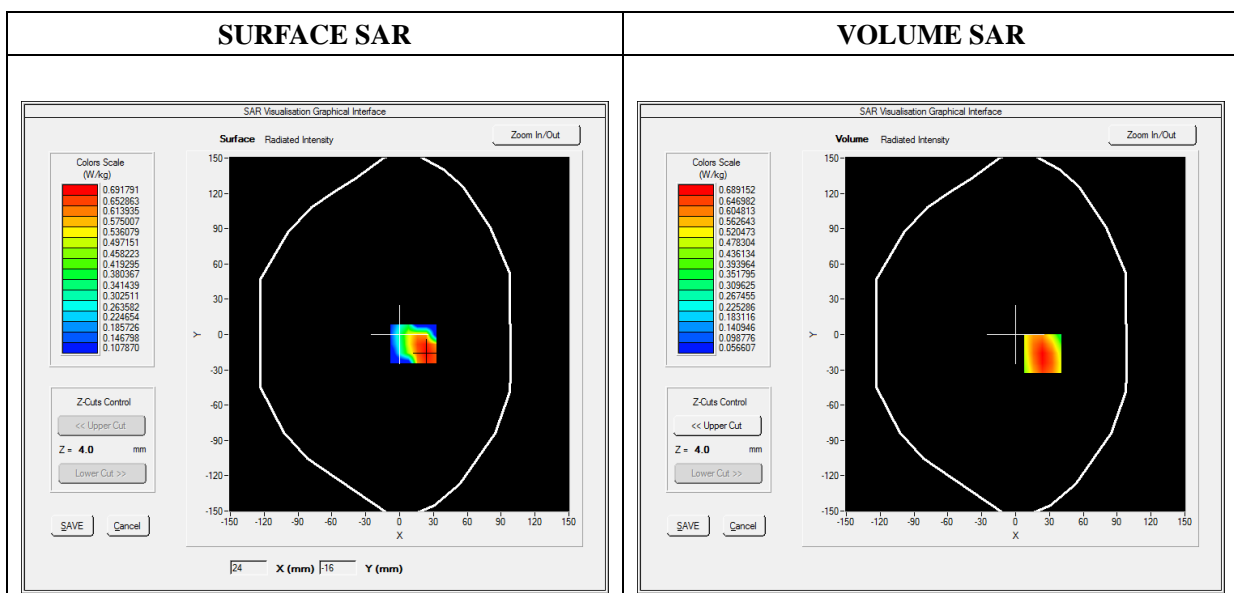 SURFACE SAR
VOLUME SAR
SAR Visualisation Graphical Interface
Surface Radiated Intensity
Zoom In/Out
Colors Scale
(W/kg)
0.691791
0.652863
0.613935
0.575007
0.536079
0.497151
0.458223
0.419295
0.380367
0.341439
0.302511
0.263582
0.224654
0.185726
0.146798
0.107870
Z-Cuts Control
<< Upper Cut
Z = 4.0 mm
Lower Cut >>
SAVE Cancel
150
120
90
60
30
0
-30
-60
-90
-120
-150
Y
-150 -120 -90 -60 -30 0 30 60 90 120 150
X
24 X (mm) -16 Y (mm)
SAR Visualisation Graphical Interface
Volume Radiated Intensity
Zoom In/Out
Colors Scale
(W/kg)
0.689152
0.646982
0.604813
0.562643
0.520473
0.478304
0.436134
0.393964
0.351795
0.309625
0.267455
0.225286
0.183116
0.140946
0.098776
0.056607
Z-Cuts Control
<< Upper Cut
Z = 4.0 mm
Lower Cut >>
SAVE Cancel
150
120
90
60
30
0
-30
-60
-90
-120
-150
Y
-150 -120 -90 -60 -30 0 30 60 90 120 150
X